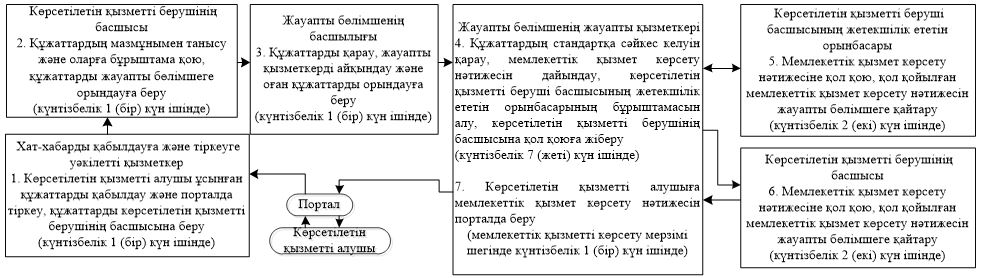 Көрсетілетін қызметті берушінің
басшысы
2. Құжаттардың мазмұнымен танысу
және оларға бұрыштама қою,
құжаттарды жауапты бөлімшеге
орындауға беру
(күнтізбелік 1 (бір) күн ішінде)
Жауапты бөлімшенің
басшылығы
3. Құжаттарды қарау, жауапты
қызметкерді айқындау және
оған құжаттарды орындауға
беру
(күнтізбелік 1 (бір) күн ішінде)
Жауапты бөлімшенің жауапты қызметкері
4. Құжаттардың стандартқа сәйкес келуін
қарау, мемлекеттік қызмет көрсету
нәтижесін дайындау, көрсетілетін
қызметті беруші басшысының жетекшілік
ететін орынбасарының бұрыштамасын
алу, көрсетілетін қызметті берушінің
басшысына қол қоюға жіберу
(күнтізбелік 7 (жеті) күн ішінде)
7. Көрсетілетін қызметті алушыға
мемлекеттік қызмет көрсету нәтижесін
порталда беру
(мемлекеттік қызметті көрсету мерзімі
шегінде күнтізбелік 1 (бір) күн ішінде)
Көрсетілетін қызметті беруші
басшысының жетекшілік ететін
орынбасары
5. Мемлекеттік қызмет көрсету
нәтижесіне қол қою, қол қойылған
мемлекеттік қызмет көрсету нәтижесін
жауапты бөлімшеге қайтару
(күнтізбелік 2 (екі) күн ішінде)
Көрсетілетін қызметті берушінің
басшысы
6. Мемлекеттік қызмет көрсету
нәтижесіне қол қою, қол қойылған
мемлекеттік қызмет көрсету нәтижесін
жауапты бөлімшеге қайтару
(күнтізбелік 2 (екі) күн ішінде)
Хат-хабарды қабылдауға және тіркеуге
уәкілетті қызметкер
1. Көрсетілетін қызметті алушы ұсынған
құжаттарды қабылдау және порталда
тіркеу, құжаттарды көрсетілетін қызметті
берушінің басшысына беру
(күнтізбелік 1 (бір) күн ішінде)
Портал
Көрсетілетін
қызметті алушы